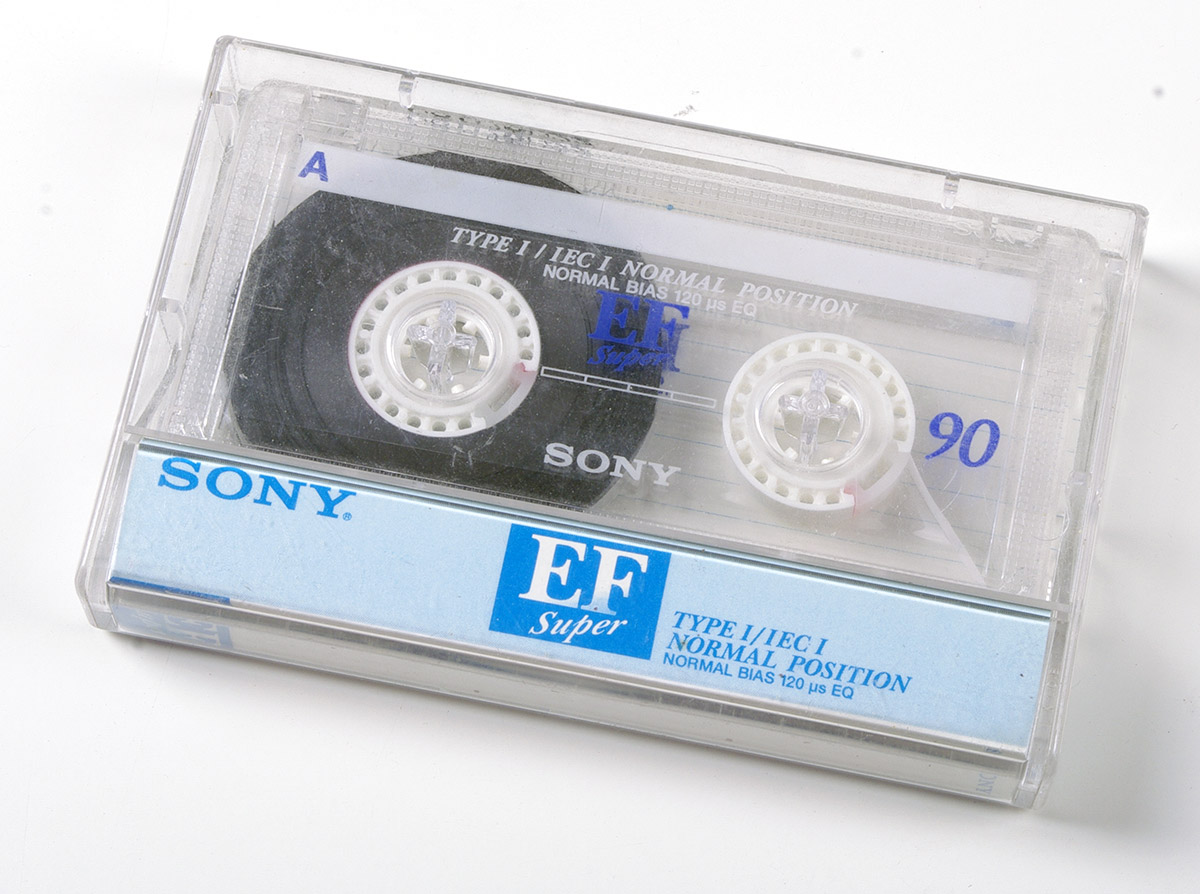 A
TYPE I / IEC I NORMAL POSITION
NORMAL BIAS 120 µs EQ
EF
Super
90
SONY
SONY®
EF
Super
TYPE I/IEC I
NORMAL POSITION
NORMAL BIAS 120 µs EQ